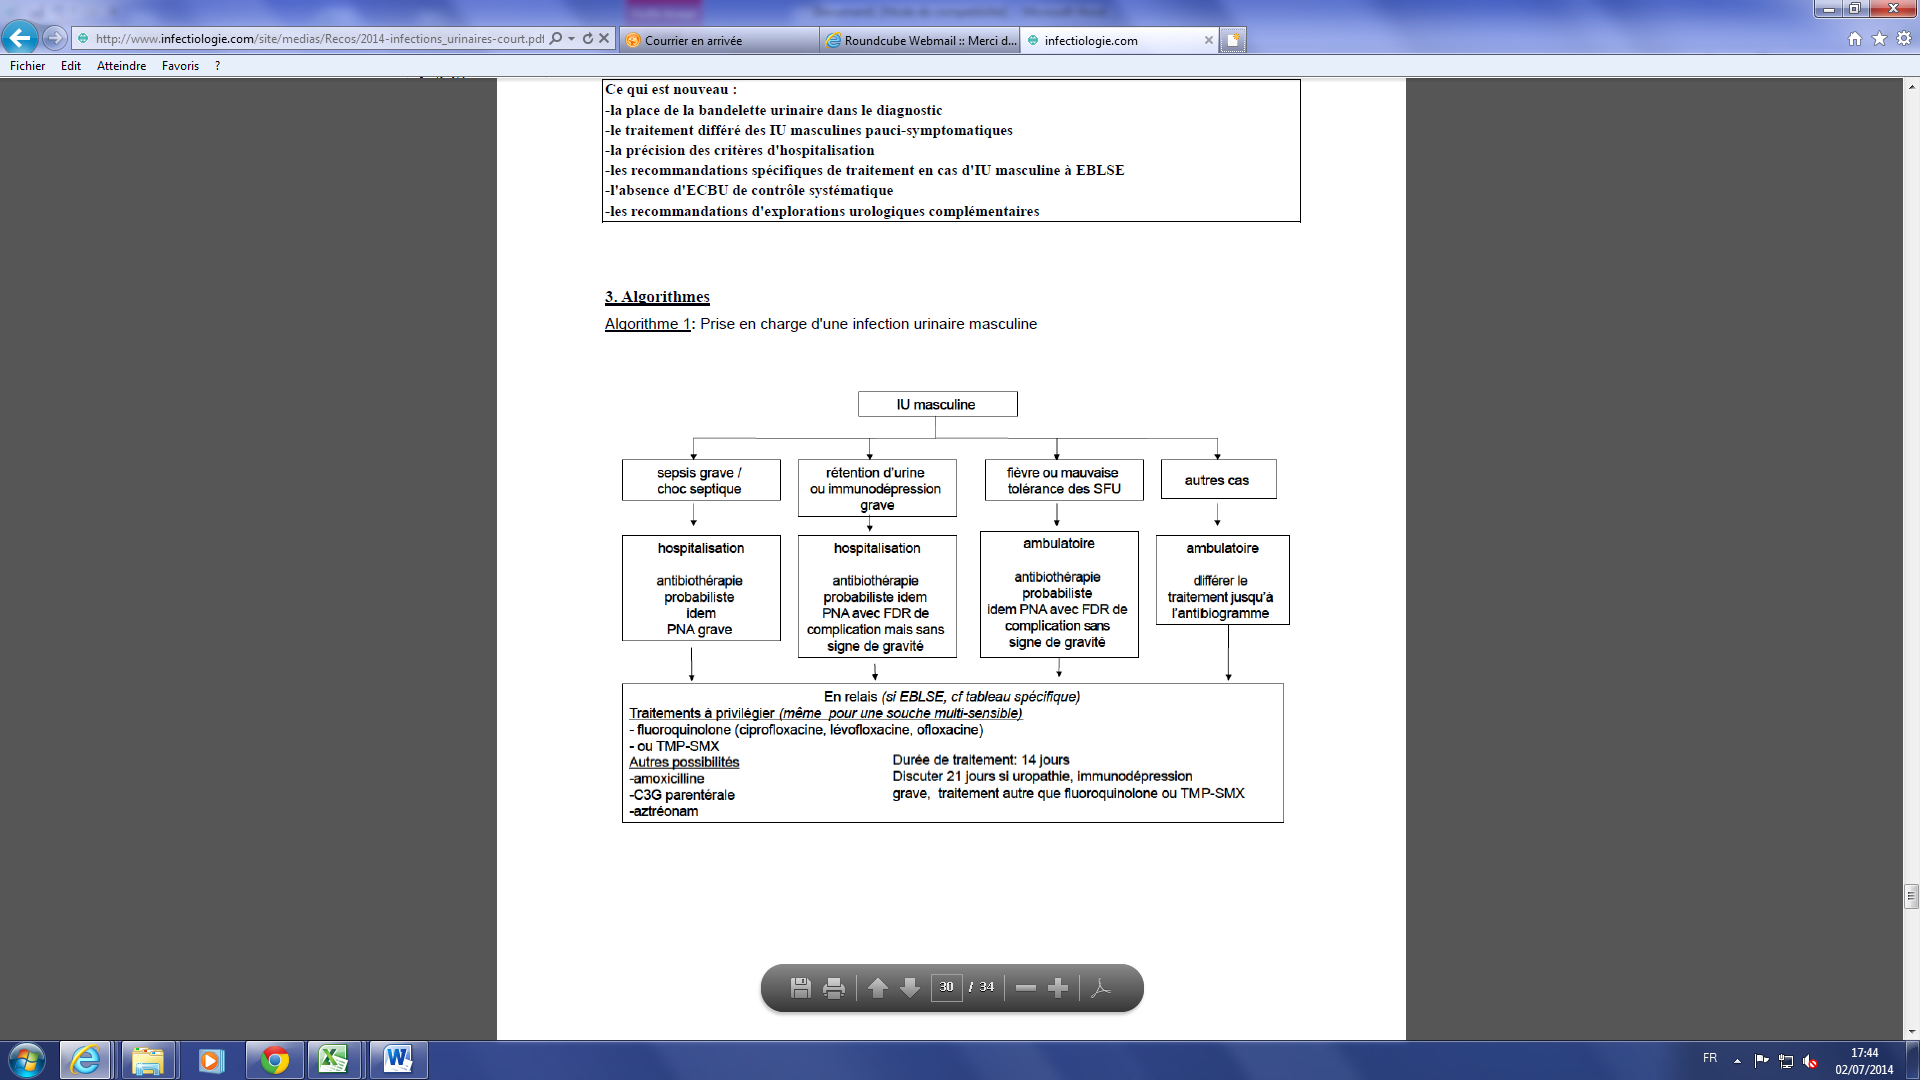 http://www.infectiologie.com/site/medias/Recos/2014-infections_urinaires-court.pdf
Courrier en arrivée
Roundcube Webmail :: Merci d...
infectiologie.com
Fichier Edit Atteindre Favoris ?
Ce qui est nouveau :
-la place de la bandelette urinaire dans le diagnostic
-le traitement différé des IU masculines pauci-symptomatiques
-la précision des critères d'hospitalisation
-les recommandations spécifiques de traitement en cas d'IU masculine à EBLSE
-l'absence d'ECBU de contrôle systématique
-les recommandations d'explorations urologiques complémentaires
3. Algorithmes
Algorithme 1: Prise en charge d'une infection urinaire masculine
IU masculine
sepsis grave /
choc septique
rétention d'urine
ou immunodépression
grave
fièvre ou mauvaise
tolérance des SFU
autres cas
hospitalisation
antibiothérapie
probabiliste
idem
PNA grave
hospitalisation
antibiothérapie
probabiliste idem
PNA avec FDR de
complication mais sans
signe de gravité
ambulatoire
antibiothérapie
probabiliste
idem PNA avec FDR de
complication sans
signe de gravité
ambulatoire
différer le
traitement jusqu'à
l'antibiogramme
En relais (si EBLSE, cf tableau spécifique)
Traitements à privilégier (même pour une souche multi-sensible)
- fluoroquinolone (ciprofloxacine, lévofloxacine, ofloxacine)
- ou TMP-SMX
Autres possibilités
-amoxicilline
-C3G parentérale
-aztréonam
Durée de traitement: 14 jours
Discuter 21 jours si uropathie, immunodépression
grave, traitement autre que fluoroquinolone ou TMP-SMX
30 / 34
FR
17:44
02/07/2014